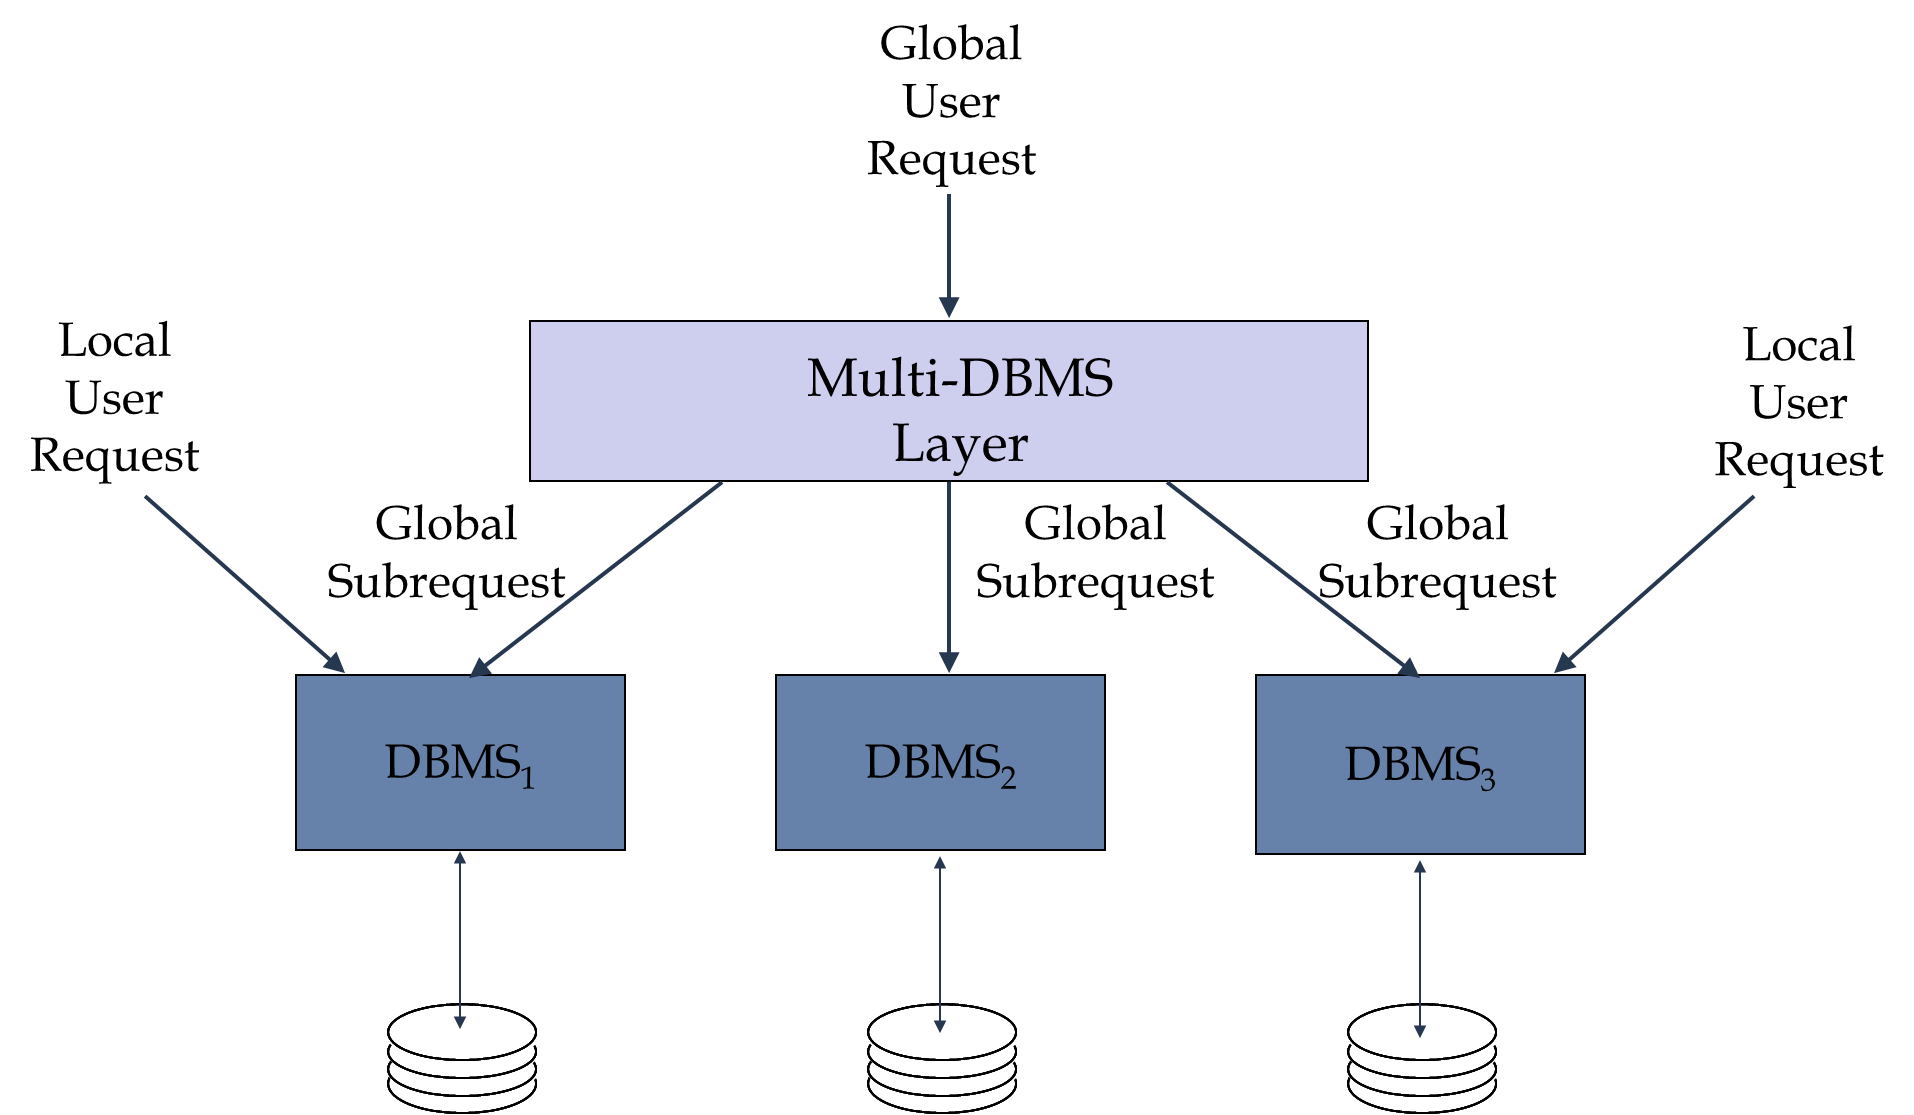 Global
User
Request
Local
User
Request
Multi-DBMS
Layer
Local
User
Request
Global
Subrequest
Global
Subrequest
Global
Subrequest
DBMS₁
DBMS₂
DBMS₃